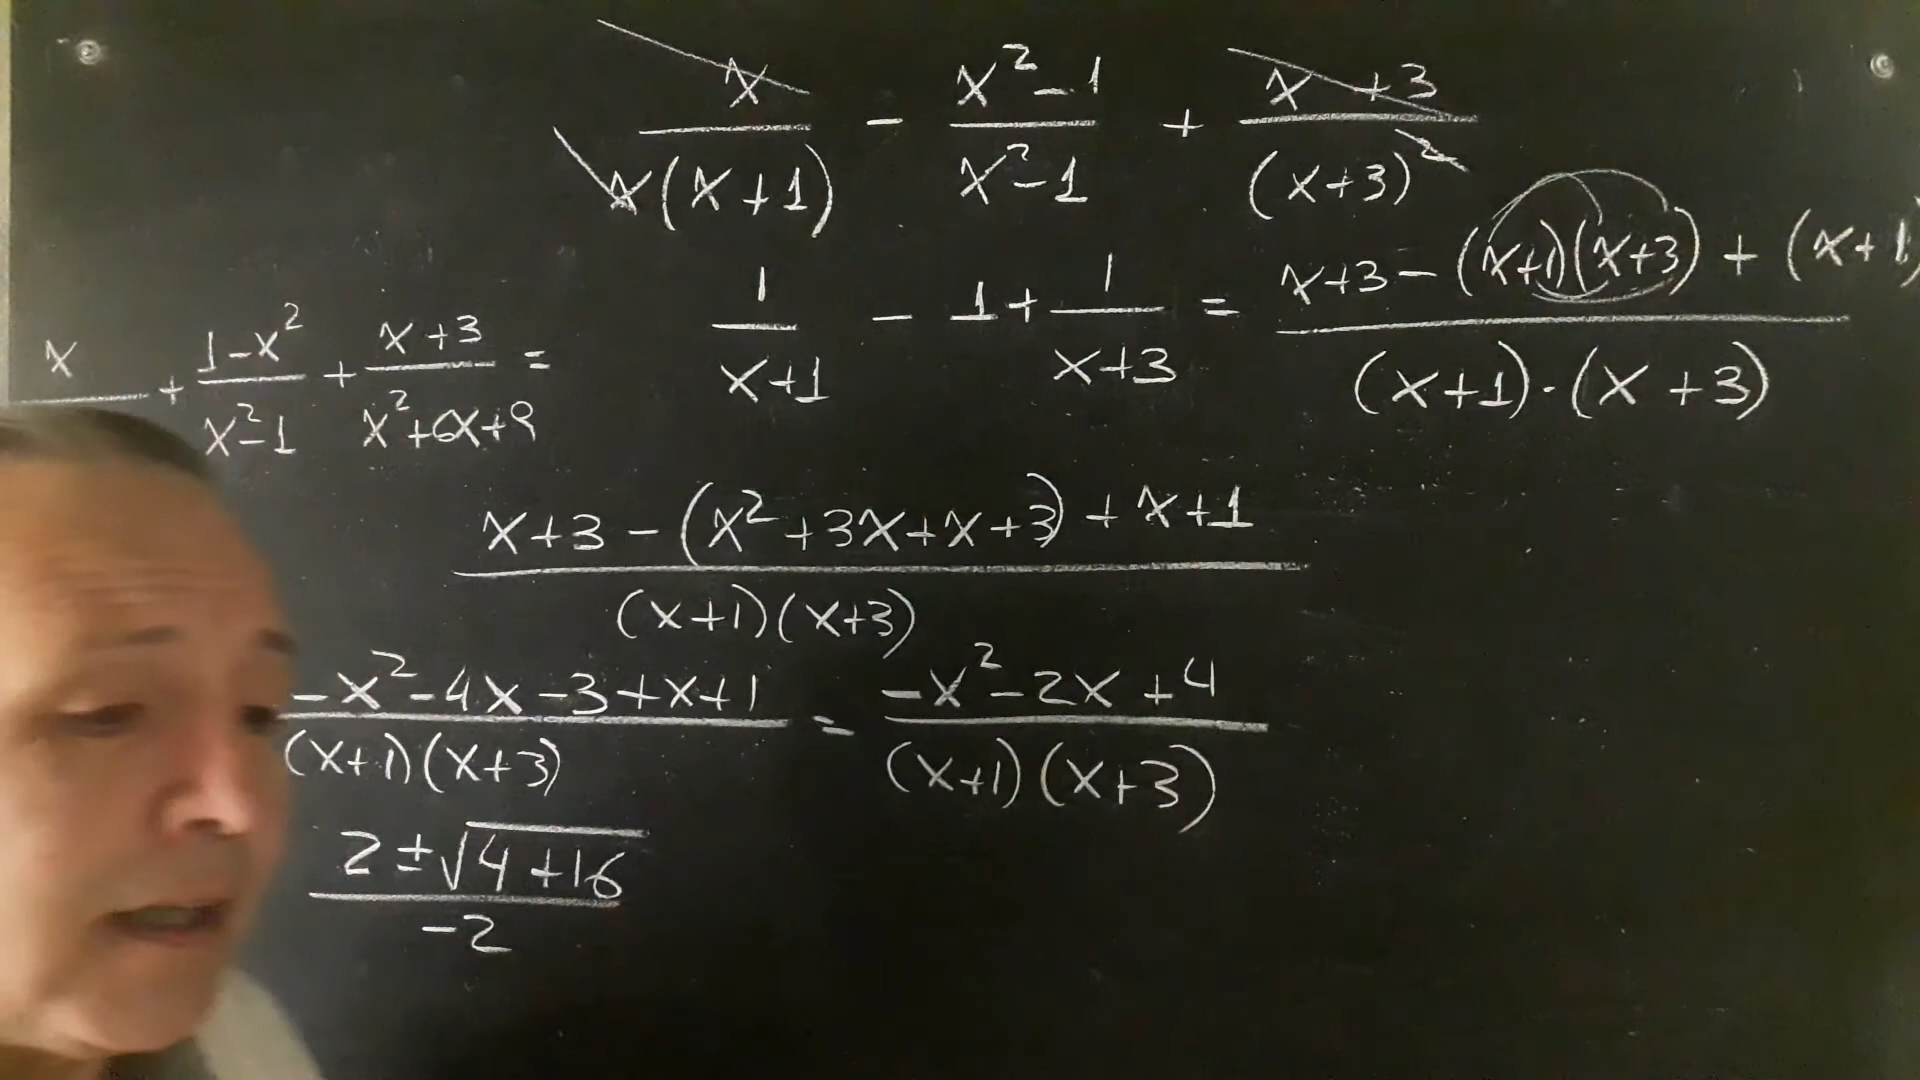 x/x(x+1) - x²-1/x²-1 + x+3/(x+3)²
x + 1-x²/x²-1 + x+3/x²+6x+9 =
1/x+1 - 1 + 1/x+3 = x+3-(x+1)(x+3)+(x+1)/(x+1)·(x+3)
x+3-(x²+3x+x+3)+x+1/(x+1)(x+3)
-x²-4x-3+x+1/(x+1)(x+3) = -x²-2x+4/(x+1)(x+3)
2±√4+16/-2